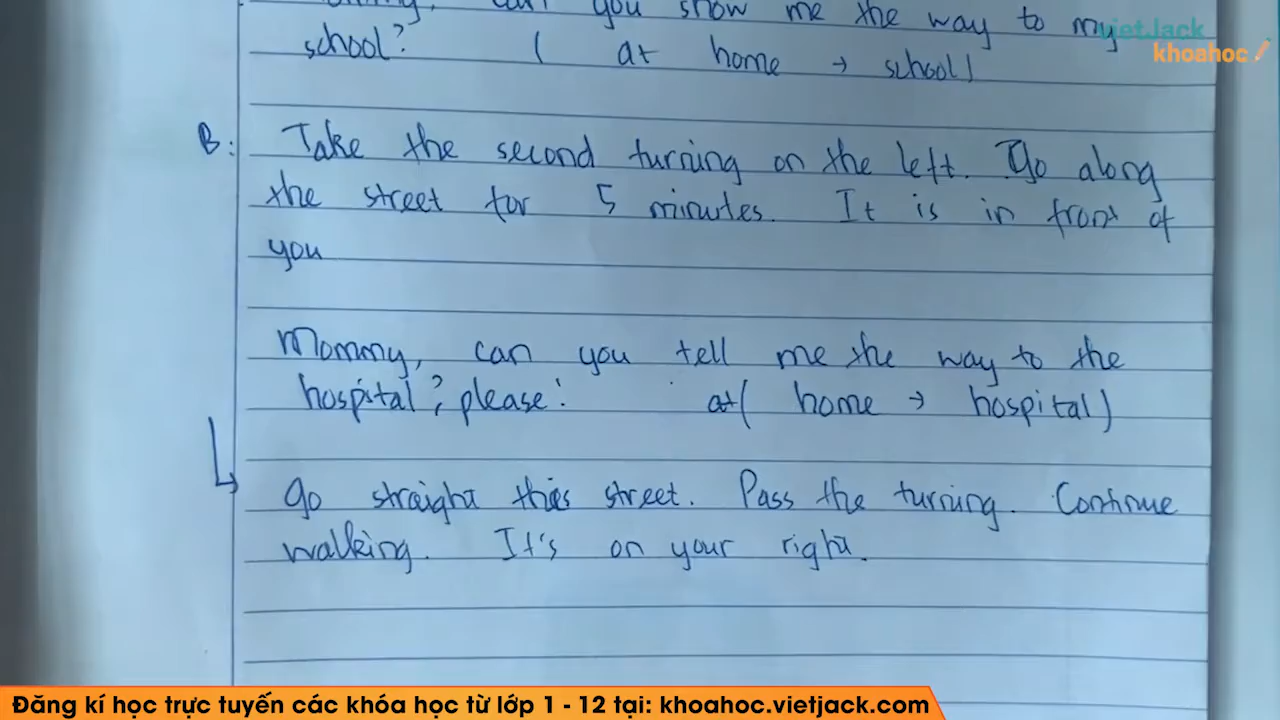 can you show me the way to my
school? ( at home → school)
B: Take the second turning on the left. Go along
the street for 5 minutes. It is in front of
you
Mommy, can you tell me the way to the
hospital, please? at( home → hospital)
↳ Go straight this street. Pass the turning. Continue
walking. It's on your right.
vietJack
khoahoc
Đăng kí học trực tuyến các khóa học từ lớp 1 - 12 tại: khoahoc.vietjack.com